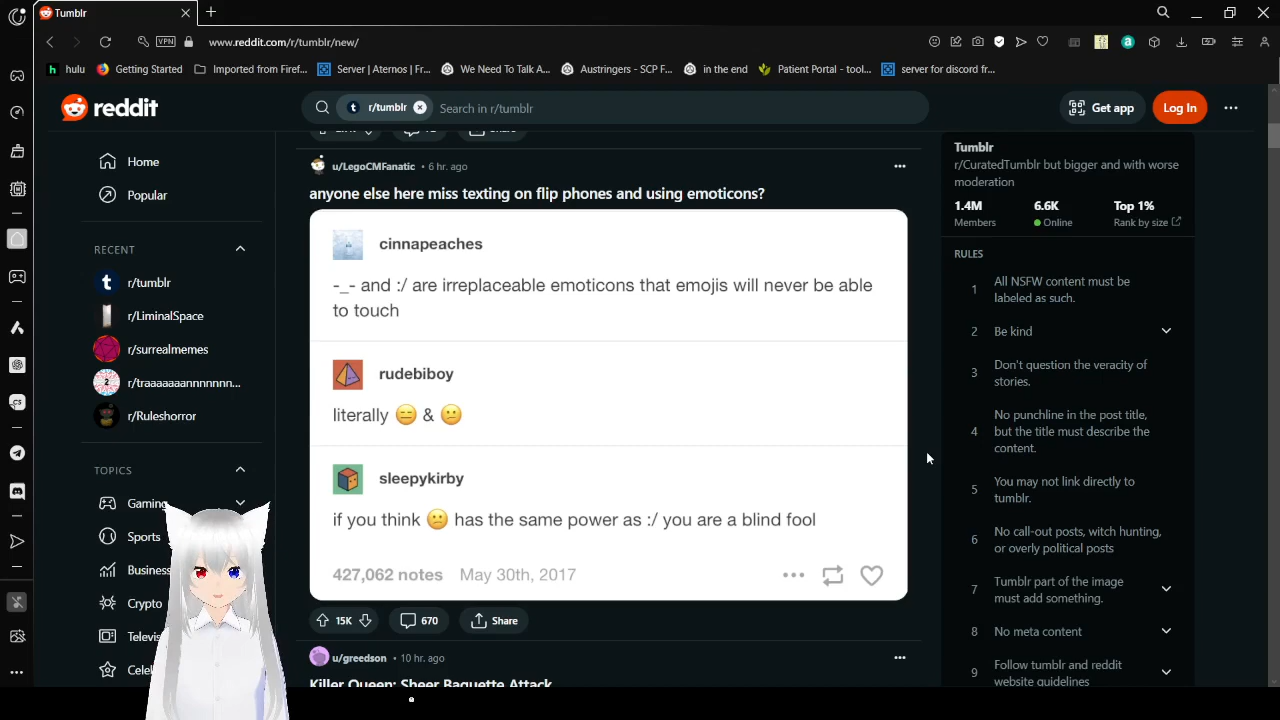 Tumblr
VPN
www.reddit.com/r/tumblr/new/
hulu
Getting Started
Imported from Firef...
Server | Aternos | Fr...
We Need To Talk A...
Austringers - SCP F...
in the end
Patient Portal - tool...
server for discord fr...
reddit
r/tumblr
Search in r/tumblr
Get app
Log In
Home
Popular
RECENT
r/tumblr
r/LiminalSpace
r/surrealmemes
r/traaaaaaannnnnnn...
r/Ruleshorror
TOPICS
Gaming
Sports
Business
Crypto
Televis
Celeb
u/LegoCMFanatic • 6 hr. ago
anyone else here miss texting on flip phones and using emoticons?
cinnapeaches
-_- and :/ are irreplaceable emoticons that emojis will never be able
to touch
rudebiboy
literally 😑 & 😕
sleepykirby
if you think 😕 has the same power as :/ you are a blind fool
427,062 notes May 30th, 2017
15K
670
Share
u/greedson • 10 hr. ago
Killer Queen: Sheer Baguette Attack
Tumblr
r/CuratedTumblr but bigger and with worse
moderation
1.4M 6.6K Top 1%
Members Online Rank by size
RULES
1 All NSFW content must be
labeled as such.
2 Be kind
3 Don't question the veracity of
stories.
4 No punchline in the post title,
but the title must describe the
content.
5 You may not link directly to
tumblr.
6 No call-out posts, witch hunting,
or overly political posts
7 Tumblr part of the image
must add something.
8 No meta content
9 Follow tumblr and reddit
website guidelines